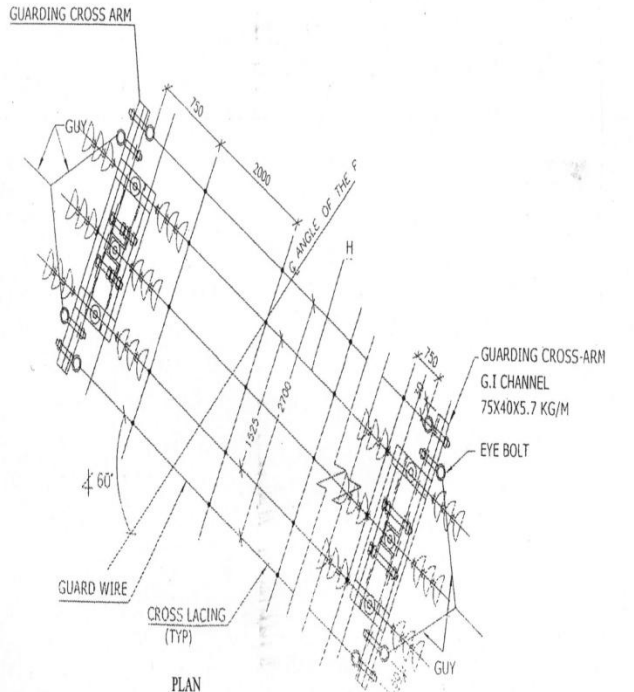 GUARDING CROSS ARM
GUY
750
2000
℄ ANGLE OF THE
H
750
GUARDING CROSS-ARM
G.I CHANNEL
75X40X5.7 KG/M
EYE BOLT
1525
2700
∡ 60°
GUARD WIRE
CROSS LACING
(TYP)
GUY
PLAN